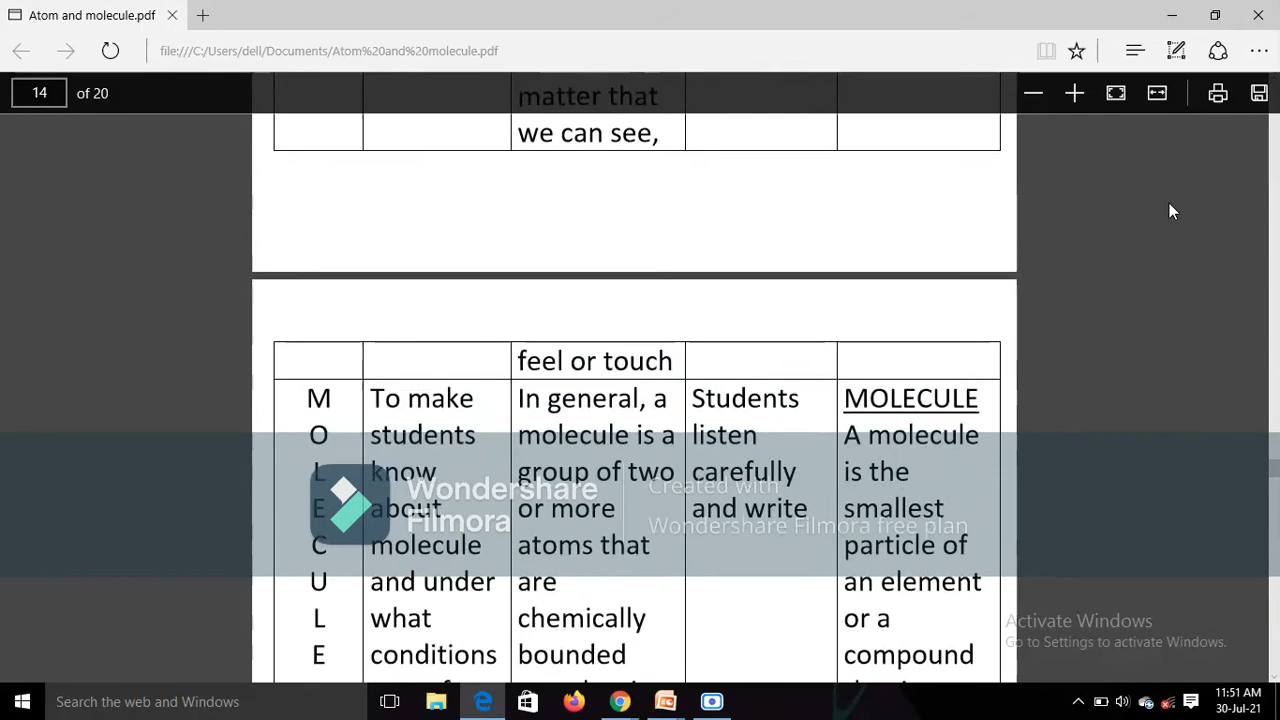 Atom and molecule.pdf
file:///C:/Users/dell/Documents/Atom%20and%20molecule.pdf
14 of 20
matter that
we can see,
feel or touch
M
O
L
E
C
U
L
E
To make
students
know
about
molecule
and under
what
conditions
In general, a
molecule is a
group of two
or more
atoms that
are
chemically
bounded
Students
listen
carefully
and write
MOLECULE
A molecule
is the
smallest
particle of
an element
or a
compound
Wondershare
Filmora
Created with
Wondershare Filmora free plan
Activate Windows
Go to Settings to activate Windows.
Search the web and Windows
11:51 AM
30-Jul-21